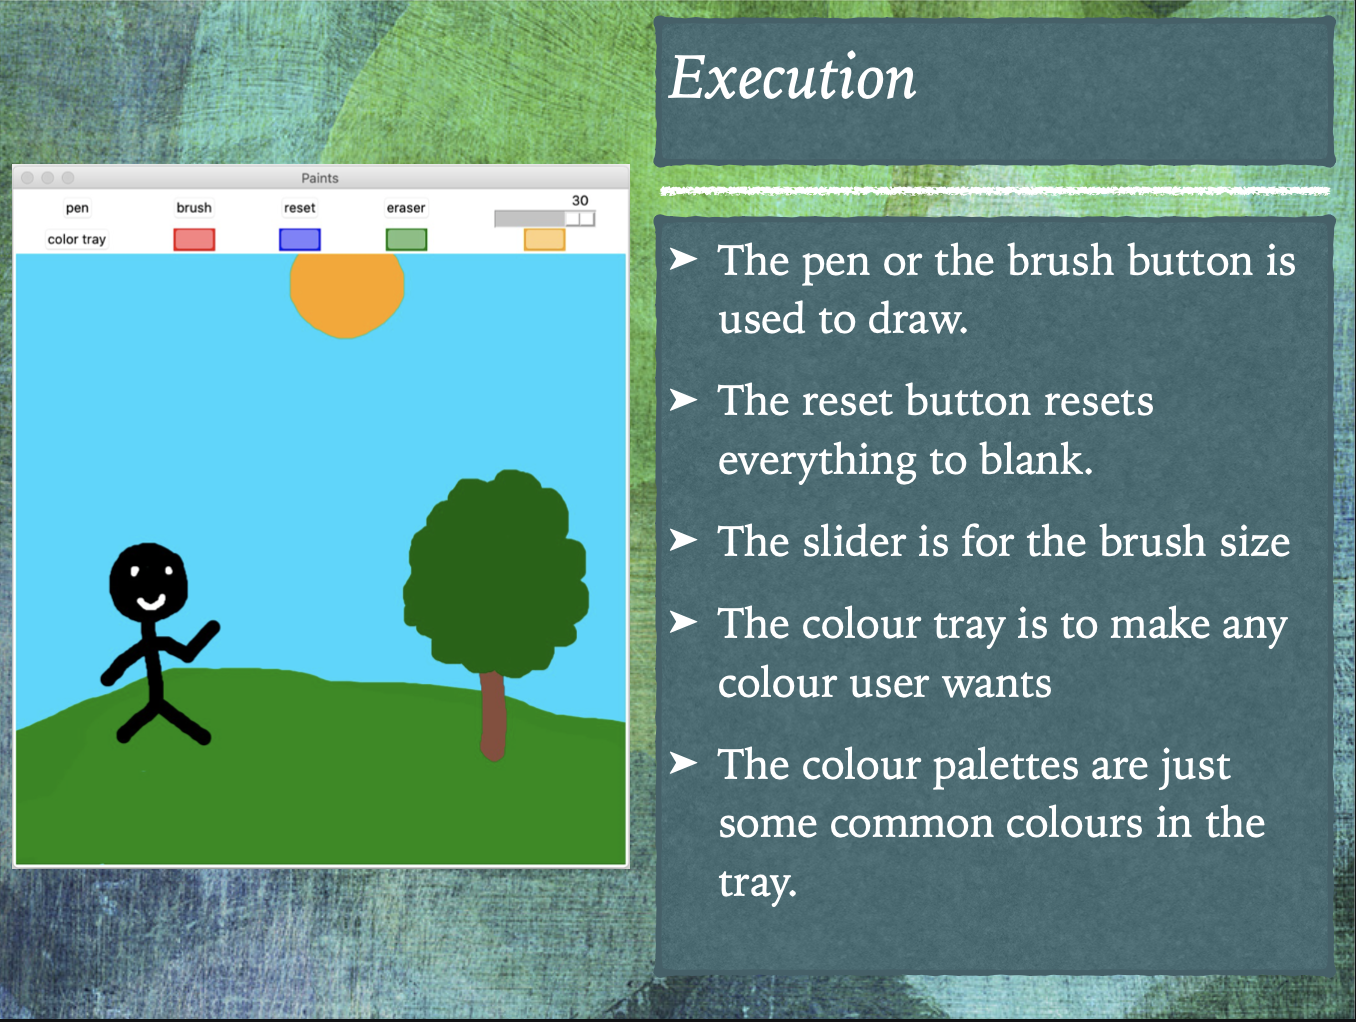 Execution
Paints
pen brush reset eraser 30
color tray
The pen or the brush button is
used to draw.
The reset button resets
everything to blank.
The slider is for the brush size
The colour tray is to make any
colour user wants
The colour palettes are just
some common colours in the
tray.